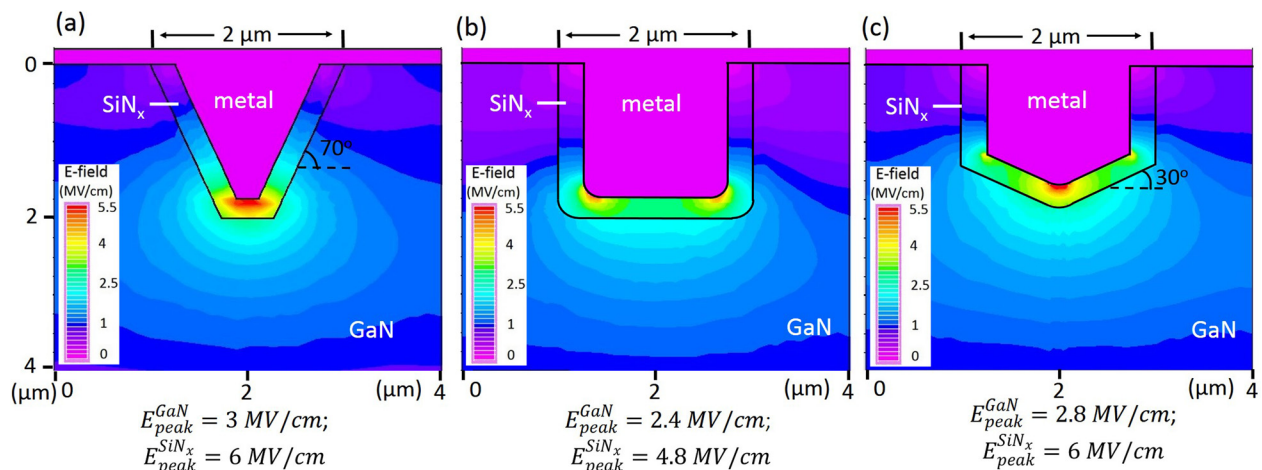 (a)
2 μm
0
2
4
SiNₓ
metal
70°
E-field
(MV/cm)
5.5
4
2.5
1
0
GaN
(μm)
0
2
(μm)
4
E_peak^GaN = 3 MV/cm;
E_peak^SiNₓ = 6 MV/cm
(b)
2 μm
SiNₓ
metal
E-field
(MV/cm)
5.5
4
2.5
1
0
GaN
0
2
(μm)
4
E_peak^GaN = 2.4 MV/cm;
E_peak^SiNₓ = 4.8 MV/cm
(c)
2 μm
SiNₓ
metal
30°
E-field
(MV/cm)
5.5
4
2.5
1
0
GaN
0
2
(μm)
4
E_peak^GaN = 2.8 MV/cm;
E_peak^SiNₓ = 6 MV/cm